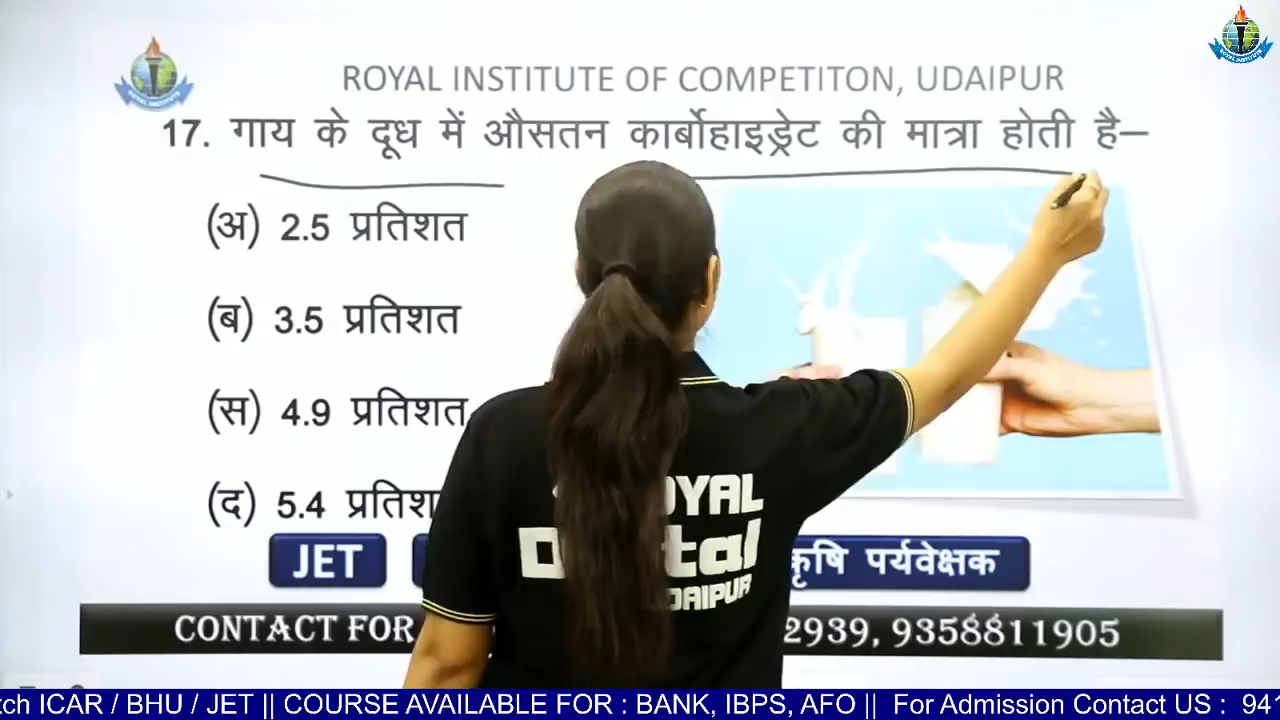 ROYAL INSTITUTE OF COMPETITON, UDAIPUR
17. गाय के दूध में औसतन कार्बोहाइड्रेट की मात्रा होती है–
(अ) 2.5 प्रतिशत
(ब) 3.5 प्रतिशत
(स) 4.9 प्रतिशत
(द) 5.4
JET
कृषि पर्यवेक्षक
CONTACT FOR
2939, 9358811905
UDAIPUR
ICAR / BHU / JET || COURSE AVAILABLE FOR : BANK, IBPS, AFO || For Admission Contact US : 94